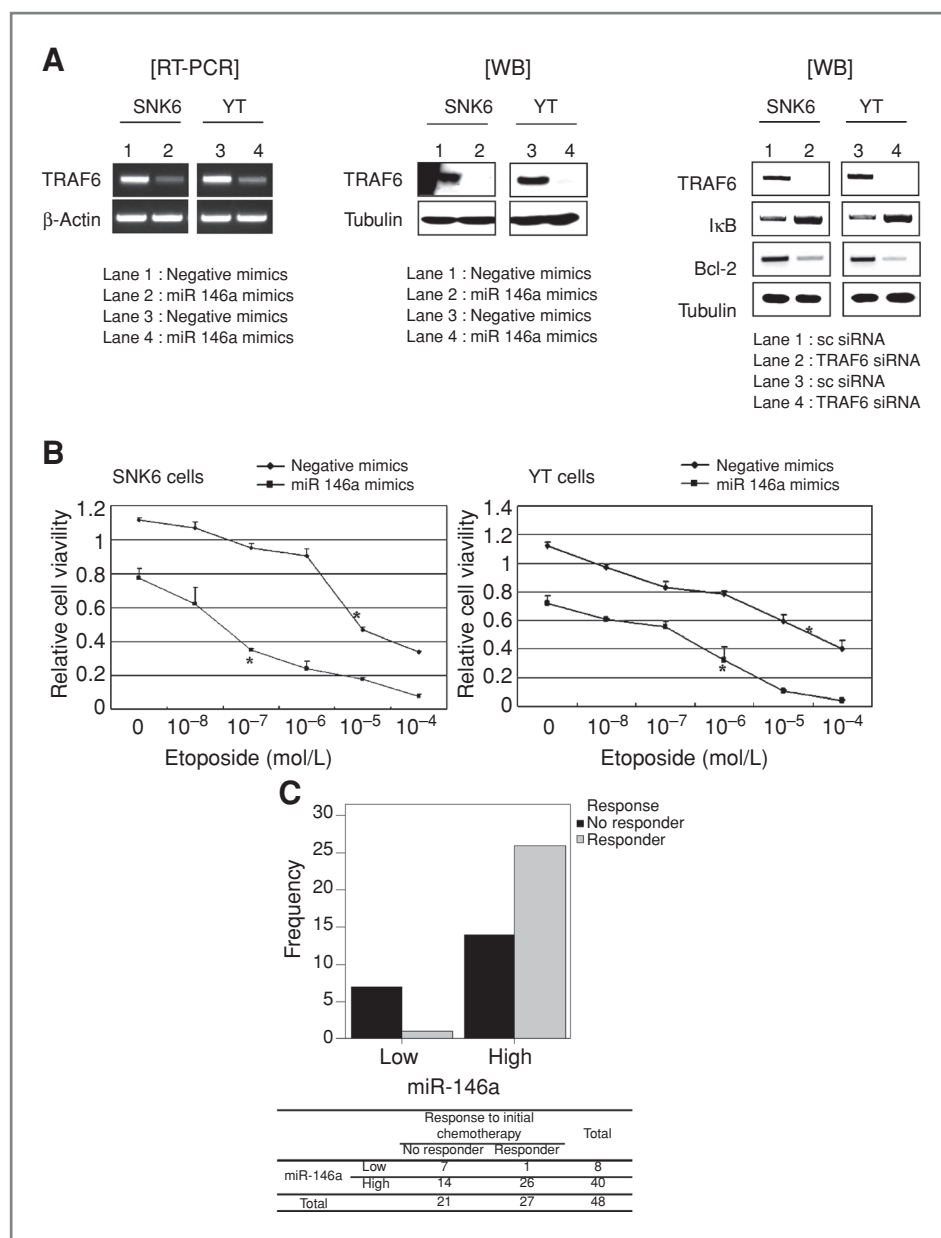 A
[RT-PCR]
SNK6 YT
1 2 3 4
TRAF6
β-Actin
Lane 1 : Negative mimics
Lane 2 : miR 146a mimics
Lane 3 : Negative mimics
Lane 4 : miR 146a mimics
[WB]
SNK6 YT
1 2 3 4
TRAF6
Tubulin
Lane 1 : Negative mimics
Lane 2 : miR 146a mimics
Lane 3 : Negative mimics
Lane 4 : miR 146a mimics
[WB]
SNK6 YT
1 2 3 4
TRAF6
IκB
Bcl-2
Tubulin
Lane 1 : sc siRNA
Lane 2 : TRAF6 siRNA
Lane 3 : sc siRNA
Lane 4 : TRAF6 siRNA
B
SNK6 cells
Negative mimics
miR 146a mimics
Relative cell viavility
1.2
1
0.8
0.6
0.4
0.2
0
* *
0 10⁻⁸ 10⁻⁷ 10⁻⁶ 10⁻⁵ 10⁻⁴
Etoposide (mol/L)
YT cells
Negative mimics
miR 146a mimics
Relative cell viavility
1.4
1.2
1
0.8
0.6
0.4
0.2
0
* *
0 10⁻⁸ 10⁻⁷ 10⁻⁶ 10⁻⁵ 10⁻⁴
Etoposide (mol/L)
C
Response
No responder
Responder
Frequency
30
25
20
15
10
5
0
Low High
miR-146a
Response to initial
chemotherapy Total
No responder Responder
miR-146a Low 7 1 8
High 14 26 40
Total 21 27 48